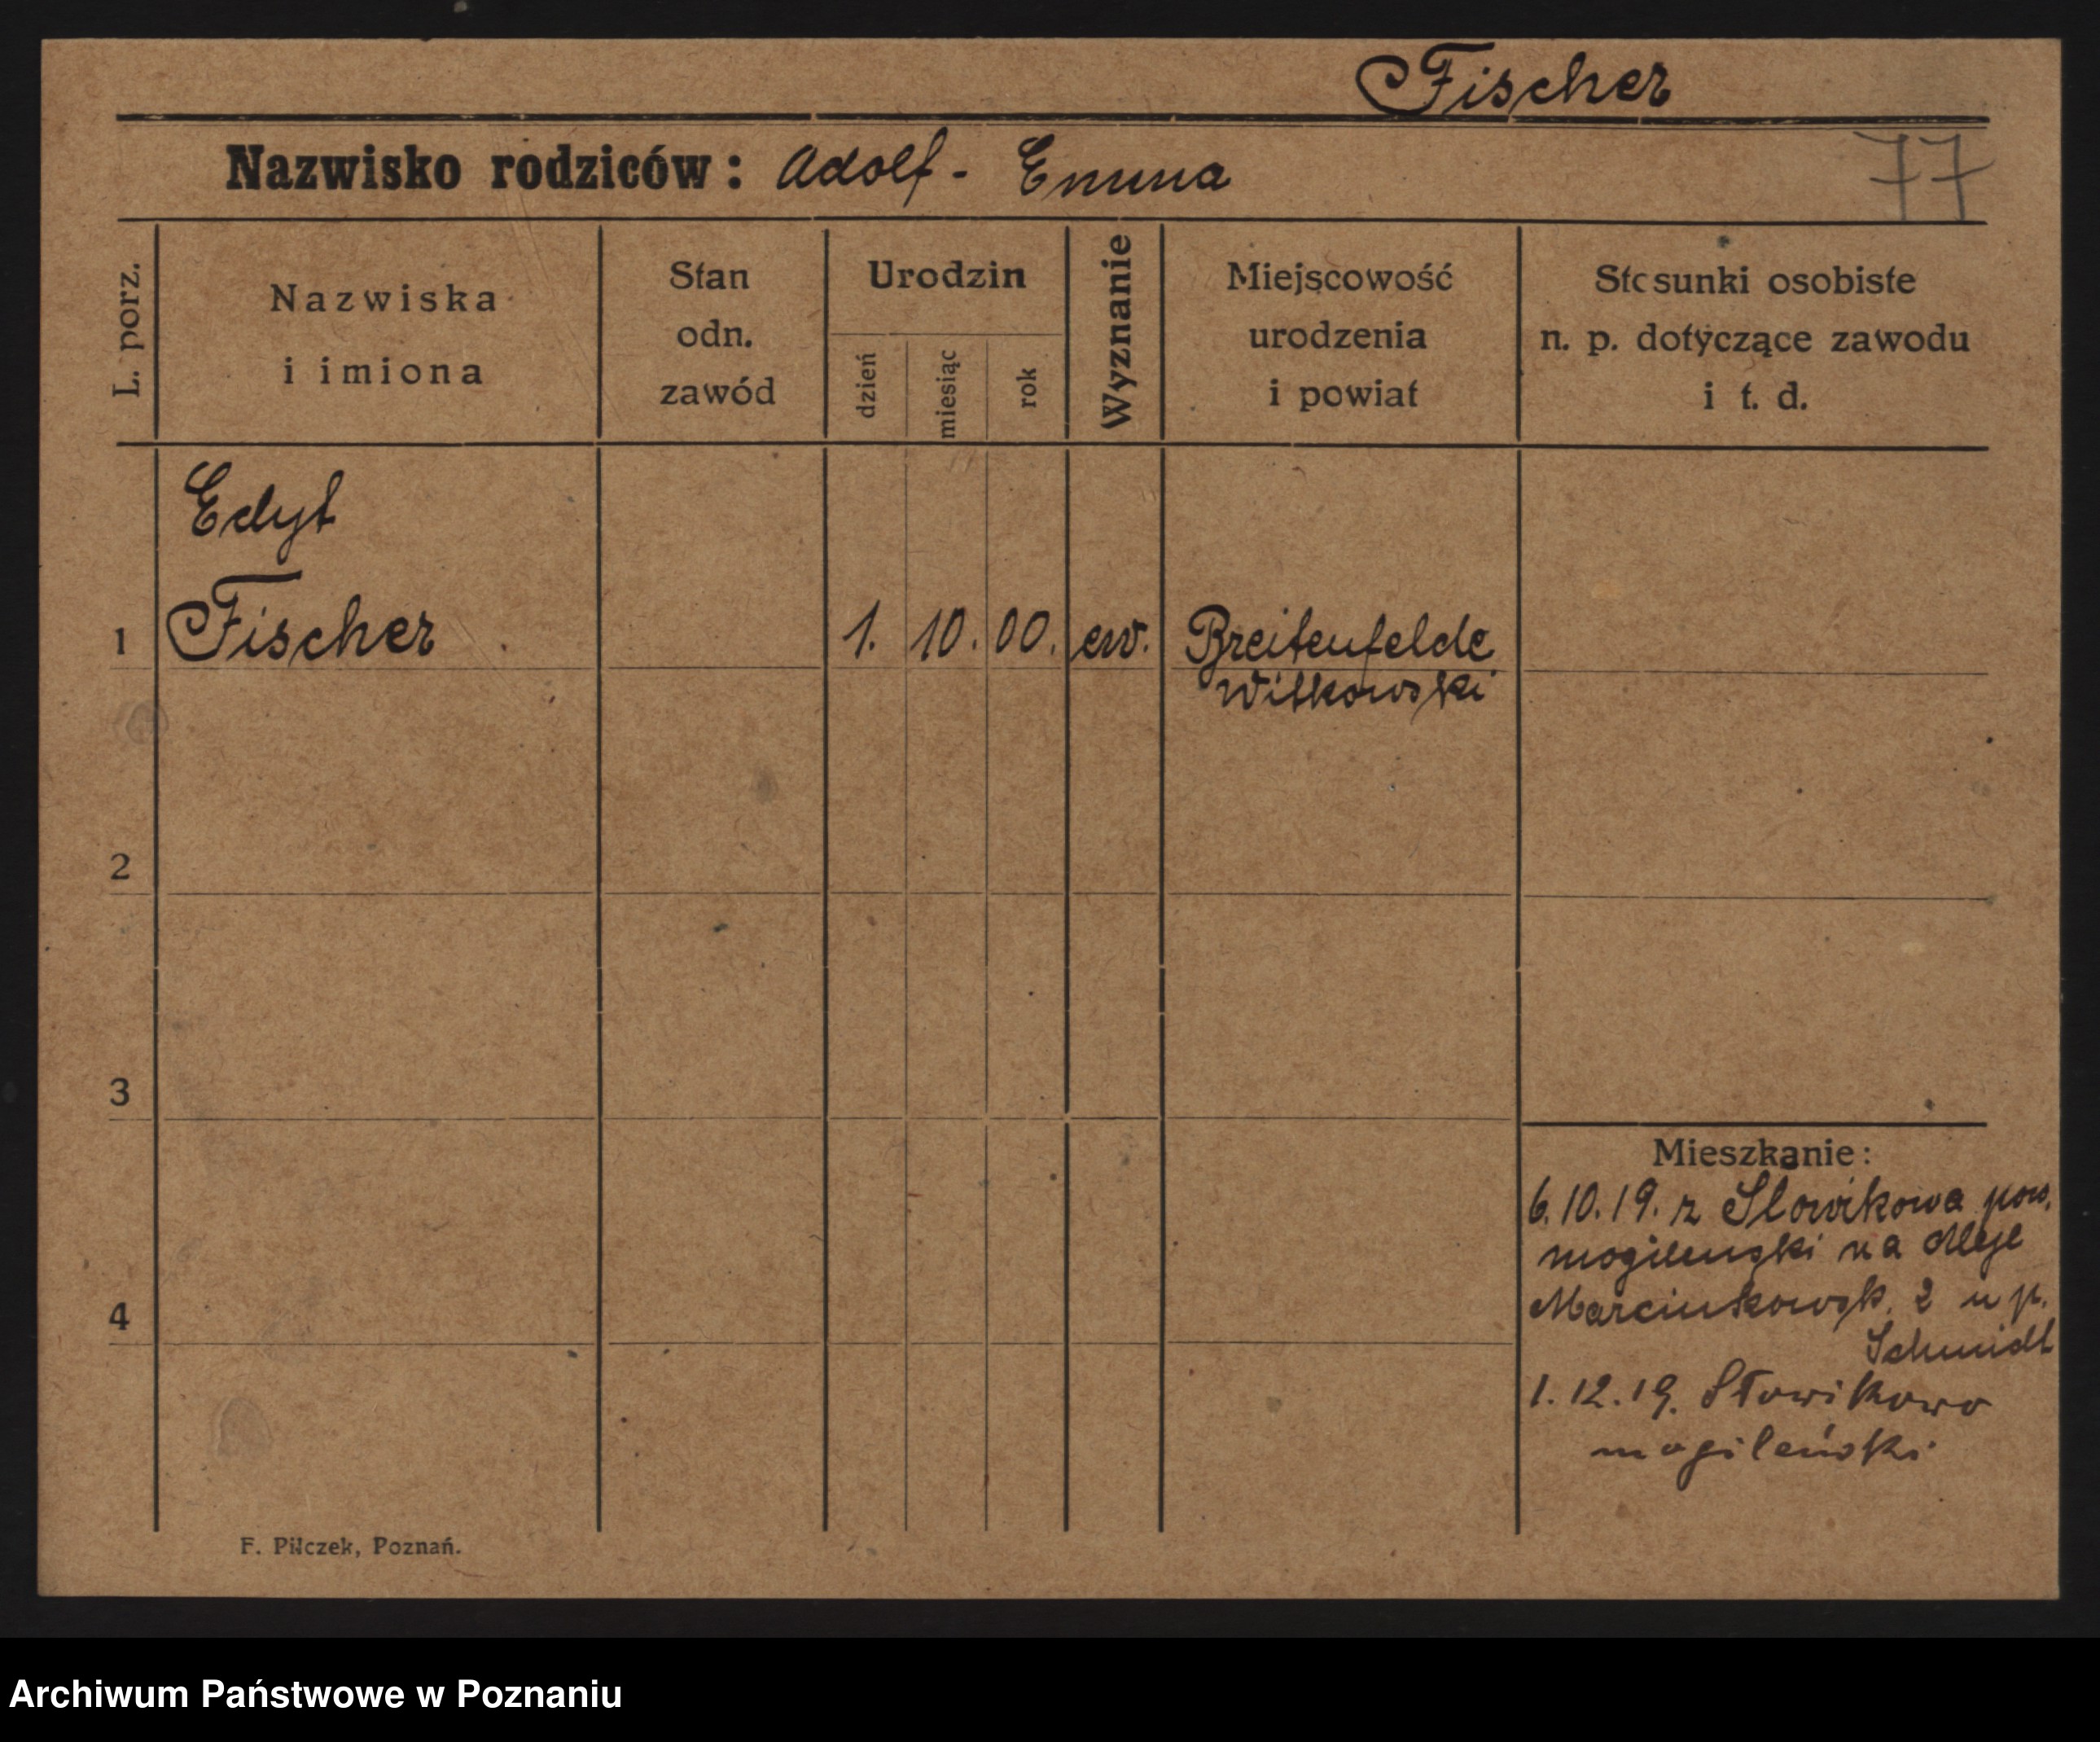 Fischer
Nazwisko rodziców: Adolf - Emma
77
L. porz.
Nazwiska
i imiona
Stan
odn.
zawód
Urodzin
dzień
miesiąc
rok
Wyznanie
Miejscowość
urodzenia
i powiat
Stosunki osobiste
n. p. dotyczące zawodu
i t. d.
Edyt
1 Fischer 1. 10. 00. ew. Breitenfelde
Witkowski
2
3
Mieszkanie:
6.10.19. z Slowikowa pow.
mogilenski na Aleje
4
Marcinkowsk. 2 u p.
Schmidt
1.12.19. Słowikowo
mogileński
F. Pilczek, Poznań.
Archiwum Państwowe w Poznaniu